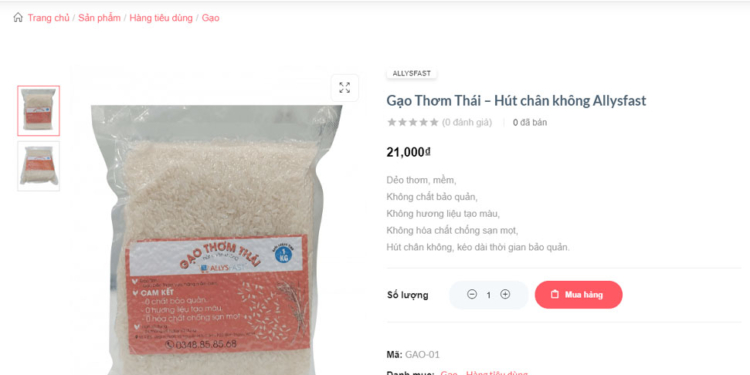 Trang chủ / Sản phẩm / Hàng tiêu dùng / Gạo
ALLYSFAST
Gạo Thơm Thái – Hút chân không Allysfast
(0 đánh giá)
0 đã bán
21,000₫
Dẻo thơm, mềm,
Không chất bảo quản,
Không hương liệu tạo màu,
Không hóa chất chống sạn mọt,
Hút chân không, kéo dài thời gian bảo quản.
Số lượng
1
Mua hàng
Mã: GAO-01
Danh mục: Gạo, Hàng tiêu dùng
GẠO THƠM THÁI
ALLYSFAST
1
KG
CAM KẾT
-0 chất bảo quản,
-0 hương liệu tạo màu,
-0 hóa chất chống sạn mọt.
0348.85.85.68